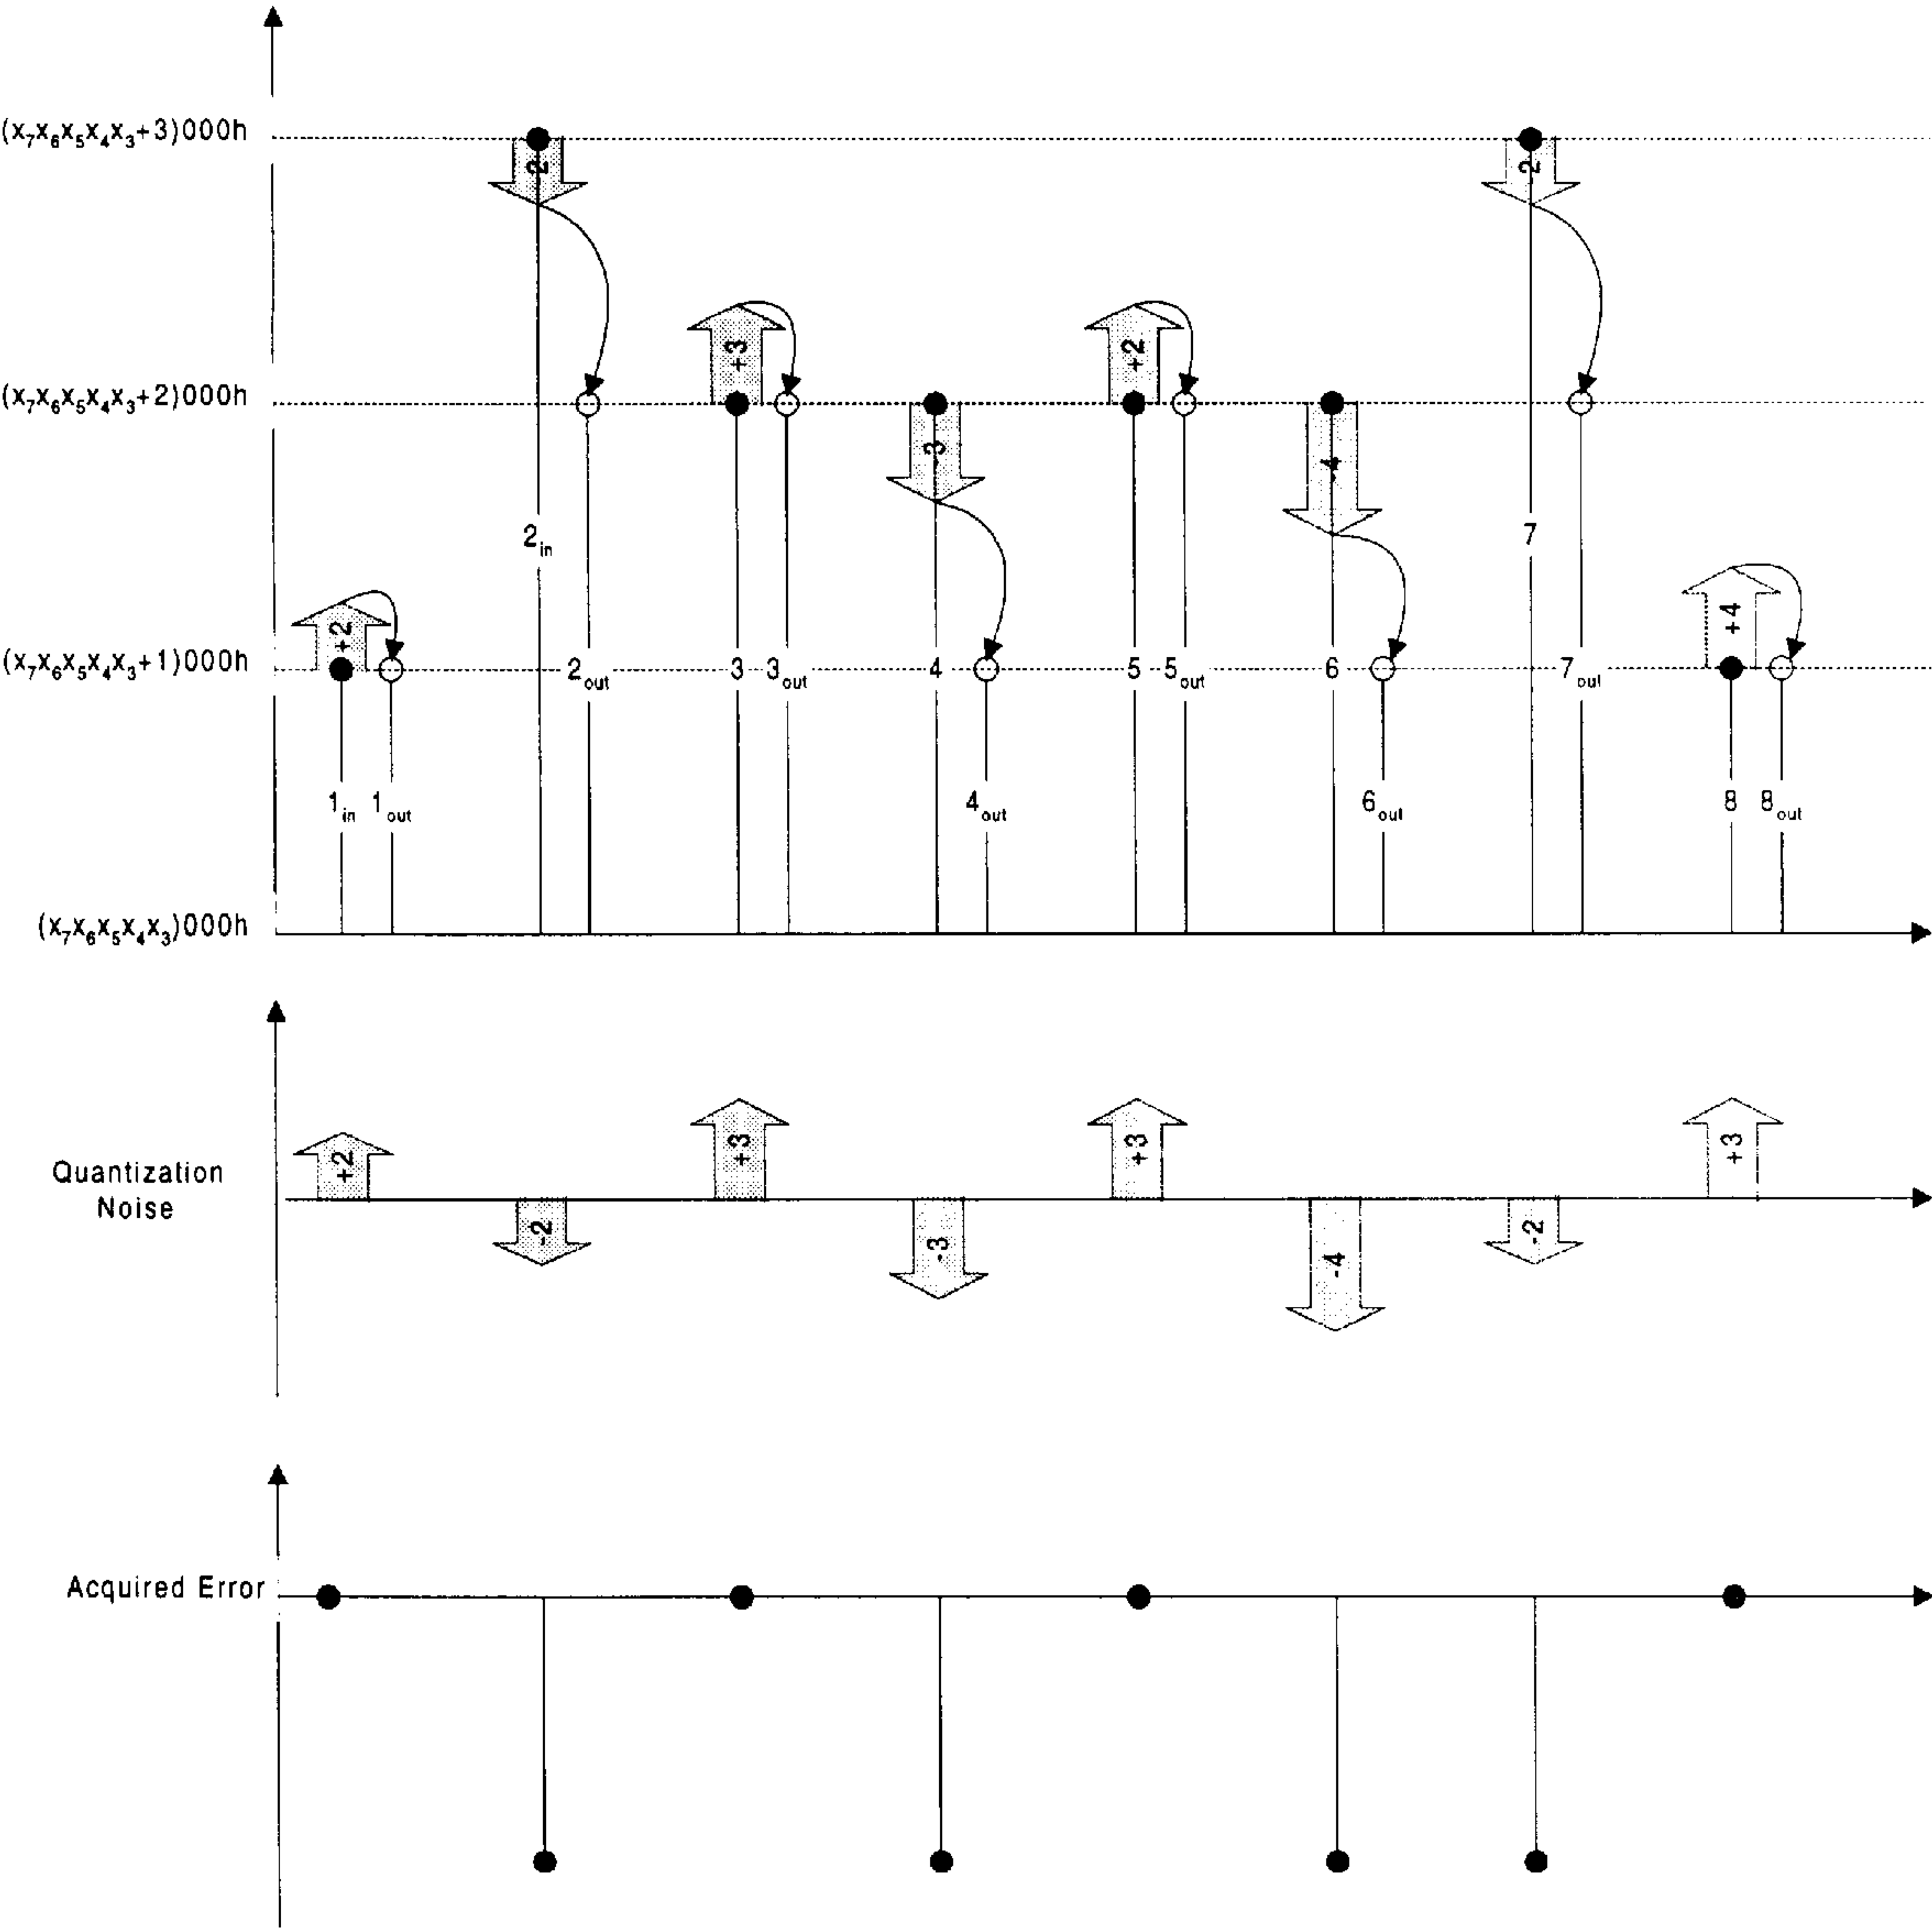 (x₇x₆x₅x₄x₃+3)000h
2
2
(x₇x₆x₅x₄x₃+2)000h
+3
-3
+2
-4
2in
7
(x₇x₆x₅x₄x₃+1)000h
+2
2out
3
3out
4
5
5out
6
7out
+4
1in
1out
4out
6out
8
8out
(x₇x₆x₅x₄x₃)000h
Quantization
Noise
+2
-2
+3
-3
+3
-4
-2
+3
Acquired Error